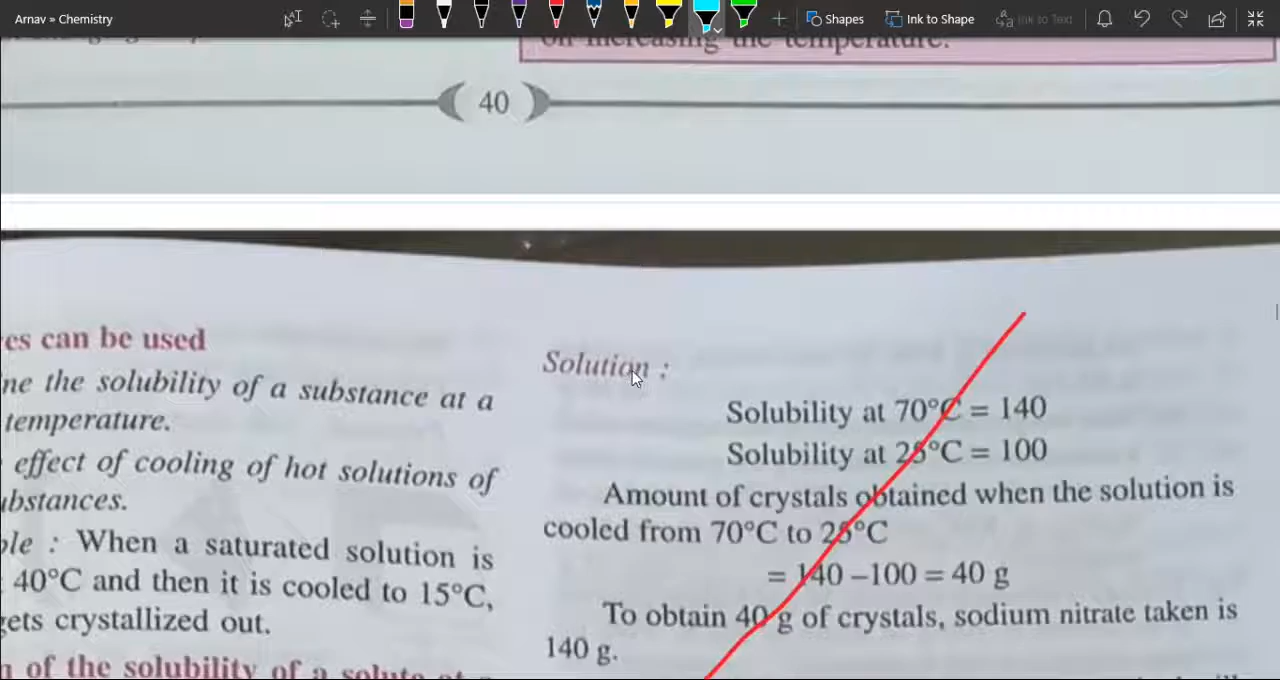 Arnav » Chemistry
Shapes
Ink to Shape
Ink to Text
on increasing the temperature.
40
can be used
the solubility of a substance at a
temperature.
effect of cooling of hot solutions of
: When a saturated solution is
40°C and then it is cooled to 15°C,
gets crystallized out.
of the solubility of a solute at
Solution :
Solubility at 70°C = 140
Solubility at 25°C = 100
Amount of crystals obtained when the solution is
cooled from 70°C to 25°C
= 140 – 100 = 40 g
To obtain 40 g of crystals, sodium nitrate taken is
140 g.